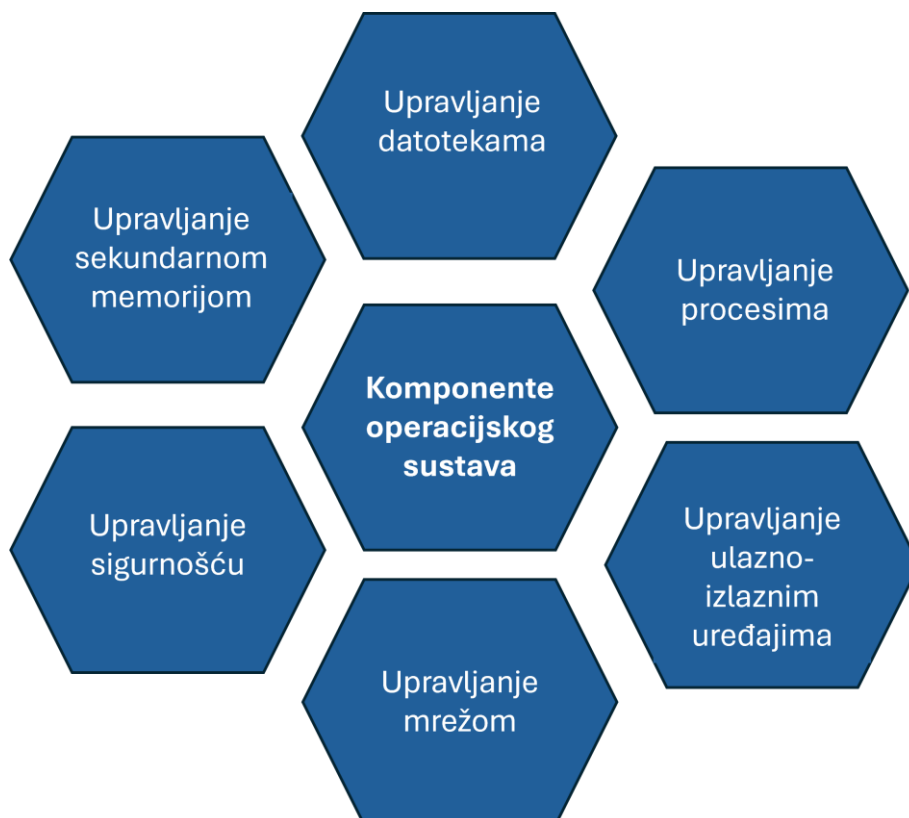 Upravljanje
datotekama
Upravljanje
sekundarnom
memorijom
Upravljanje
procesima
Komponente
operacijskog
sustava
Upravljanje
sigurnošću
Upravljanje
ulazno-
izlaznim
uređajima
Upravljanje
mrežom